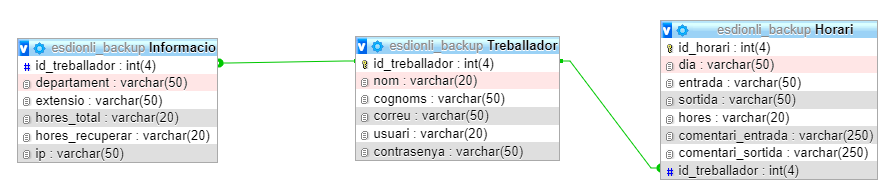 esdionli_backup Informacio
# id_treballador : int(4)
departament : varchar(50)
extensio : varchar(50)
hores_total : varchar(20)
hores_recuperar : varchar(20)
ip : varchar(50)
esdionli_backup Treballador
id_treballador : int(4)
nom : varchar(20)
cognoms : varchar(50)
correu : varchar(50)
usuari : varchar(20)
contrasenya : varchar(50)
esdionli_backup Horari
id_horari : int(4)
dia : varchar(50)
entrada : varchar(50)
sortida : varchar(50)
hores : varchar(20)
comentari_entrada : varchar(250)
comentari_sortida : varchar(250)
# id_treballador : int(4)